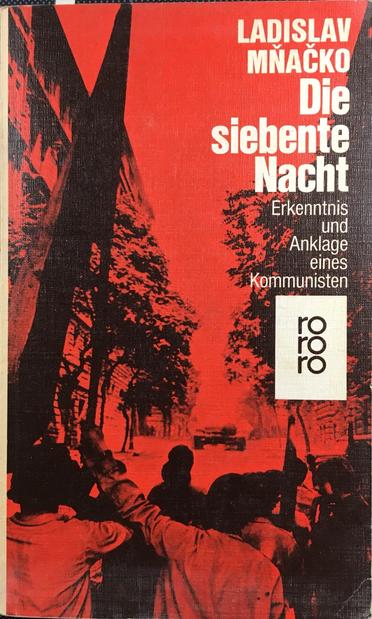 LADISLAV
MŇAČKO
Die
siebente
Nacht
Erkenntnis
und
Anklage
eines
Kommunisten
ro
ro
ro